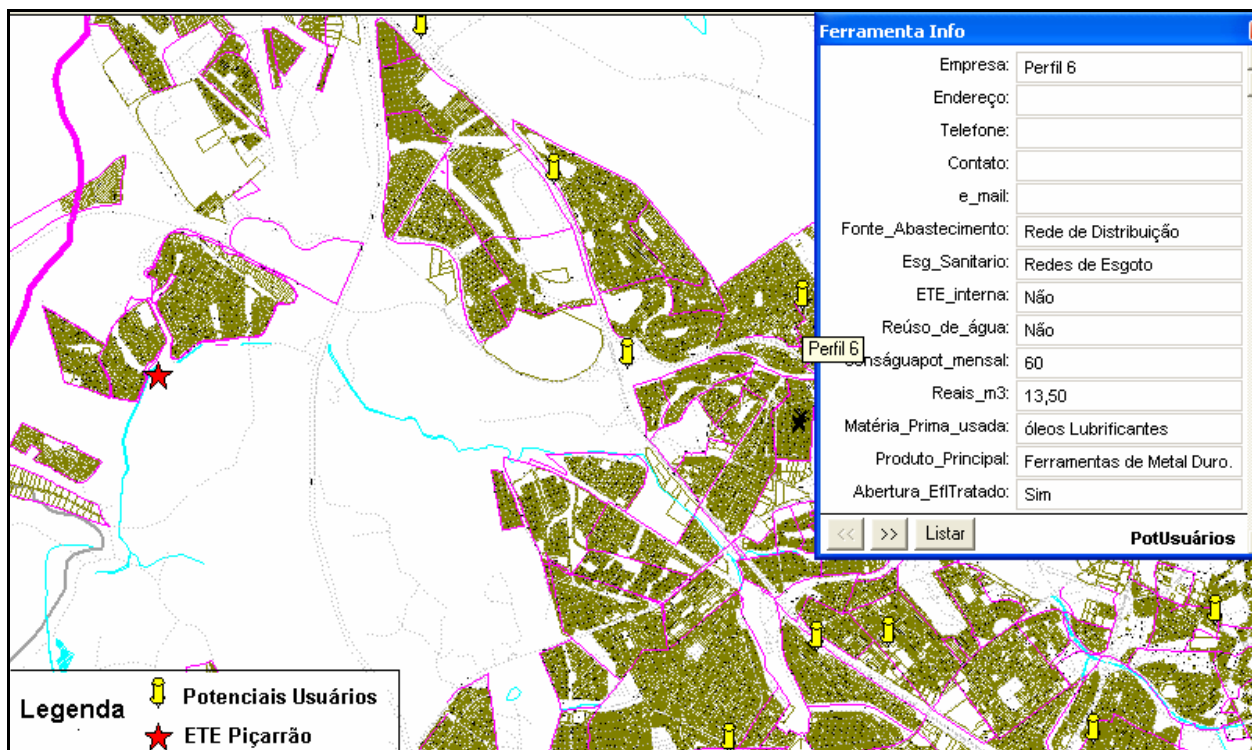 Ferramenta Info
Empresa: Perfil 6
Endereço:
Telefone:
Contato:
e_mail:
Fonte_Abastecimento: Rede de Distribuição
Esg_Sanitario: Redes de Esgoto
ETE_interna: Não
Reúso_de_água: Não
Perfil 6
onságuapot_mensal: 60
Reais_m3: 13,50
Matéria_Prima_usada: óleos Lubrificantes
Produto_Principal: Ferramentas de Metal Duro.
Abertura_EflTratado: Sim
<< >> Listar PotUsuários
Legenda
Potenciais Usuários
ETE Piçarrão